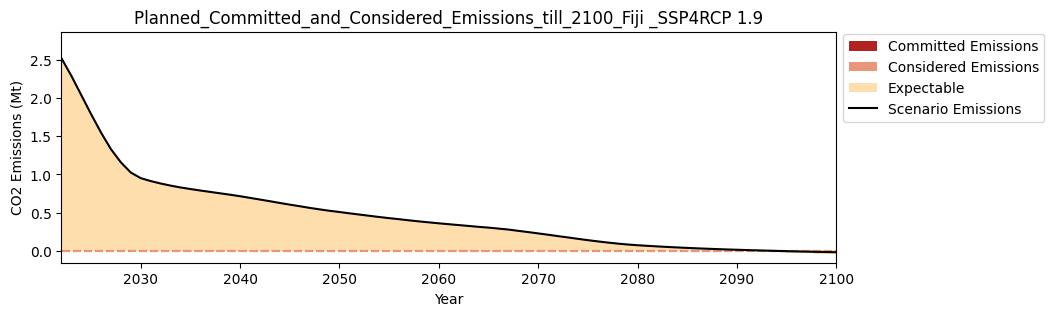 Planned_Committed_and_Considered_Emissions_till_2100_Fiji _SSP4RCP 1.9
Committed Emissions
Considered Emissions
Expectable
Scenario Emissions
CO2 Emissions (Mt)
2.5
2.0
1.5
1.0
0.5
0.0
2030 2040 2050 2060 2070 2080 2090 2100
Year